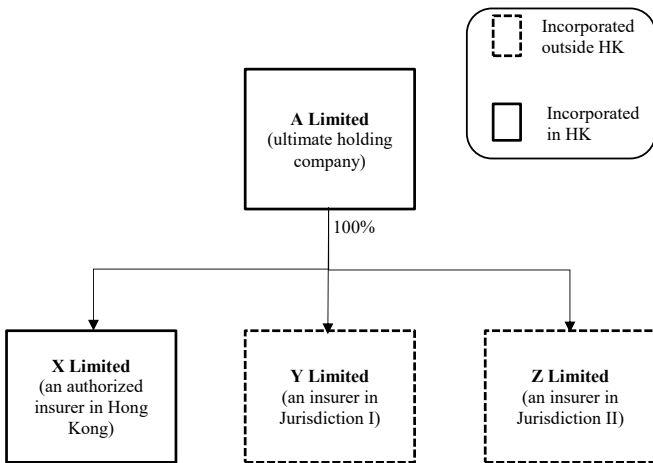 Incorporated
outside HK
Incorporated
in HK
A Limited
(ultimate holding
company)
100%
X Limited
(an authorized
insurer in Hong
Kong)
Y Limited
(an insurer in
Jurisdiction I)
Z Limited
(an insurer in
Jurisdiction II)